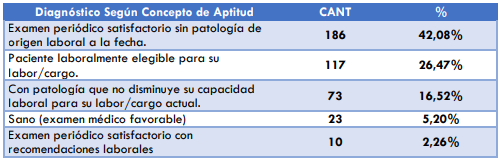 Diagnóstico Según Concepto de Aptitud CANT %
Examen periódico satisfactorio sin patología de
origen laboral a la fecha. 186 42,08%
Paciente laboralmente elegible para su
labor/cargo. 117 26,47%
Con patología que no disminuye su capacidad
laboral para su labor/cargo actual. 73 16,52%
Sano (examen médico favorable) 23 5,20%
Examen periódico satisfactorio con
recomendaciones laborales 10 2,26%